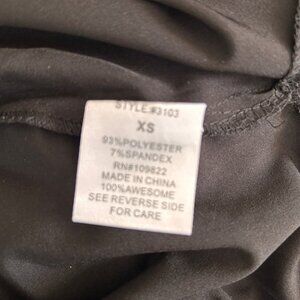 STYLE:#3103
XS
93%POLYESTER
7%SPANDEX
RN#109822
MADE IN CHINA
100%AWESOME
SEE REVERSE SIDE
FOR CARE